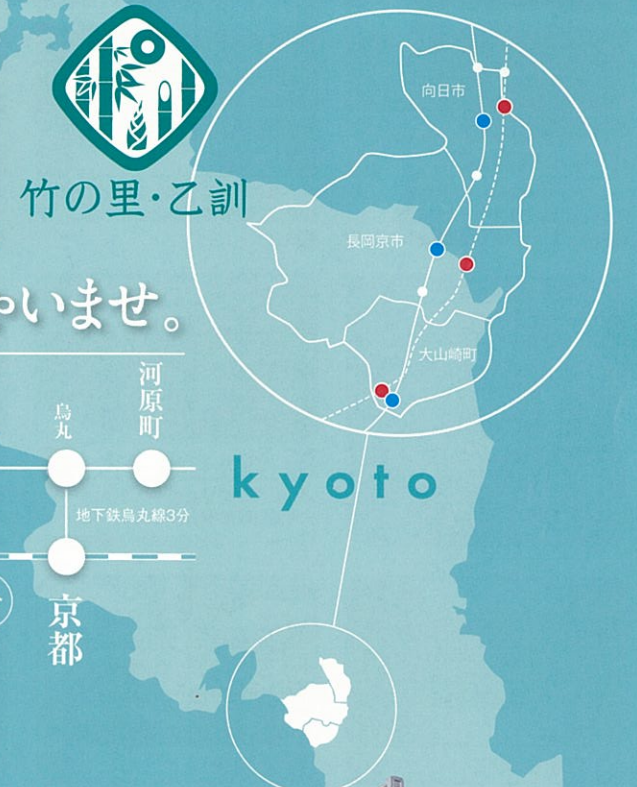 竹の里・乙訓
向日市
長岡京市
大山崎町
いませ。
河原町
烏丸
地下鉄烏丸線3分
京都
kyoto